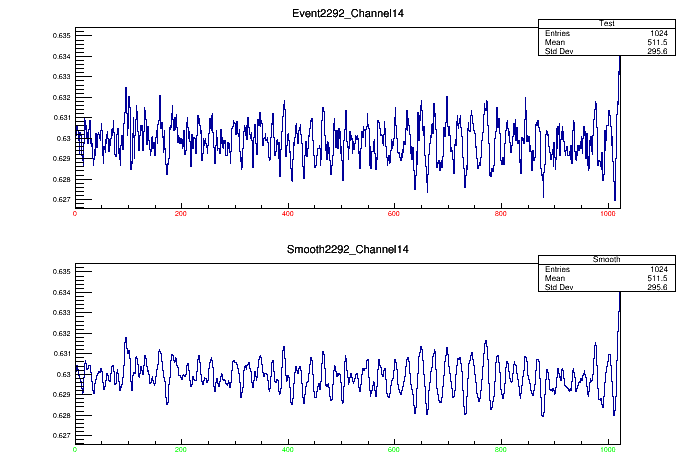 Event2292_Channel14
Test
Entries 1024
Mean 511.5
Std Dev 295.6
0.635
0.634
0.633
0.632
0.631
0.63
0.629
0.628
0.627
0 200 400 600 800 1000
Smooth2292_Channel14
Smooth
Entries 1024
Mean 511.5
Std Dev 295.6
0.635
0.634
0.633
0.632
0.631
0.63
0.629
0.628
0.627
0 200 400 600 800 1000